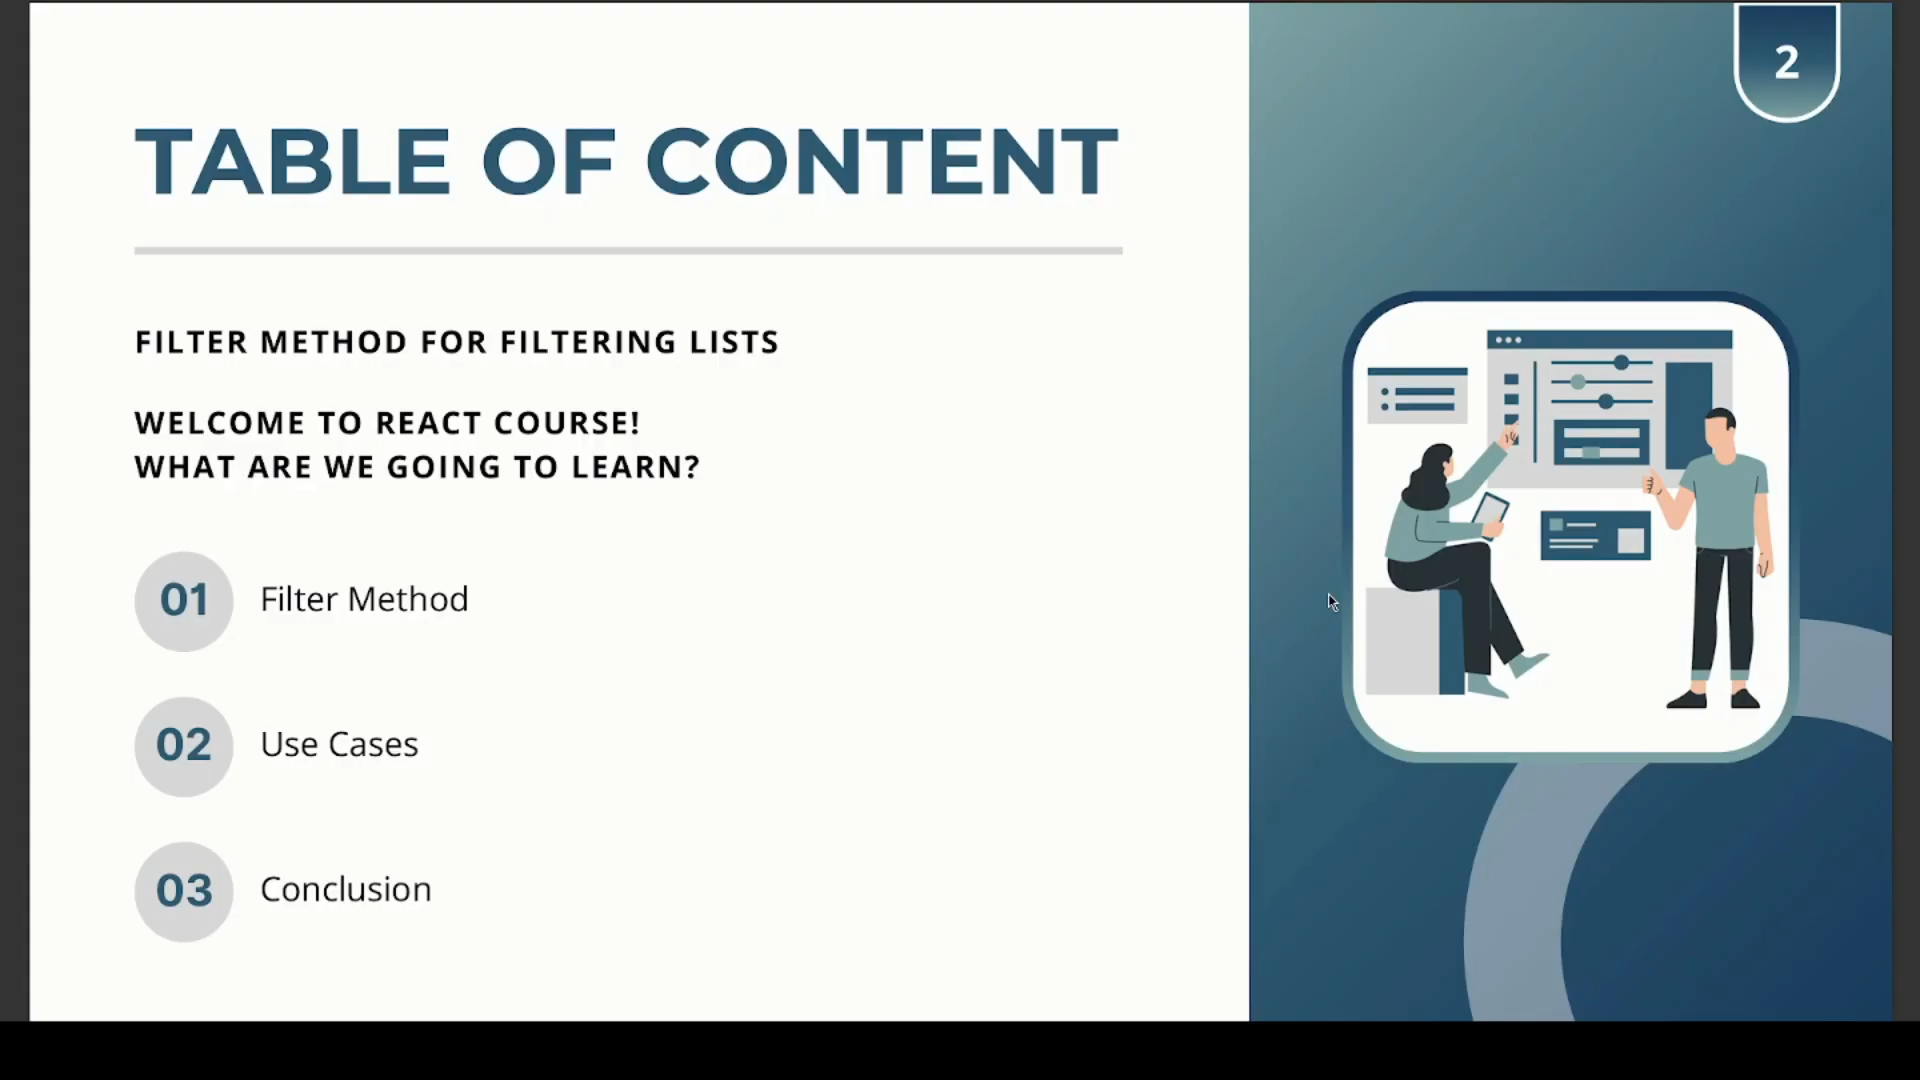 2
TABLE OF CONTENT
FILTER METHOD FOR FILTERING LISTS
WELCOME TO REACT COURSE!
WHAT ARE WE GOING TO LEARN?
01 Filter Method
02 Use Cases
03 Conclusion